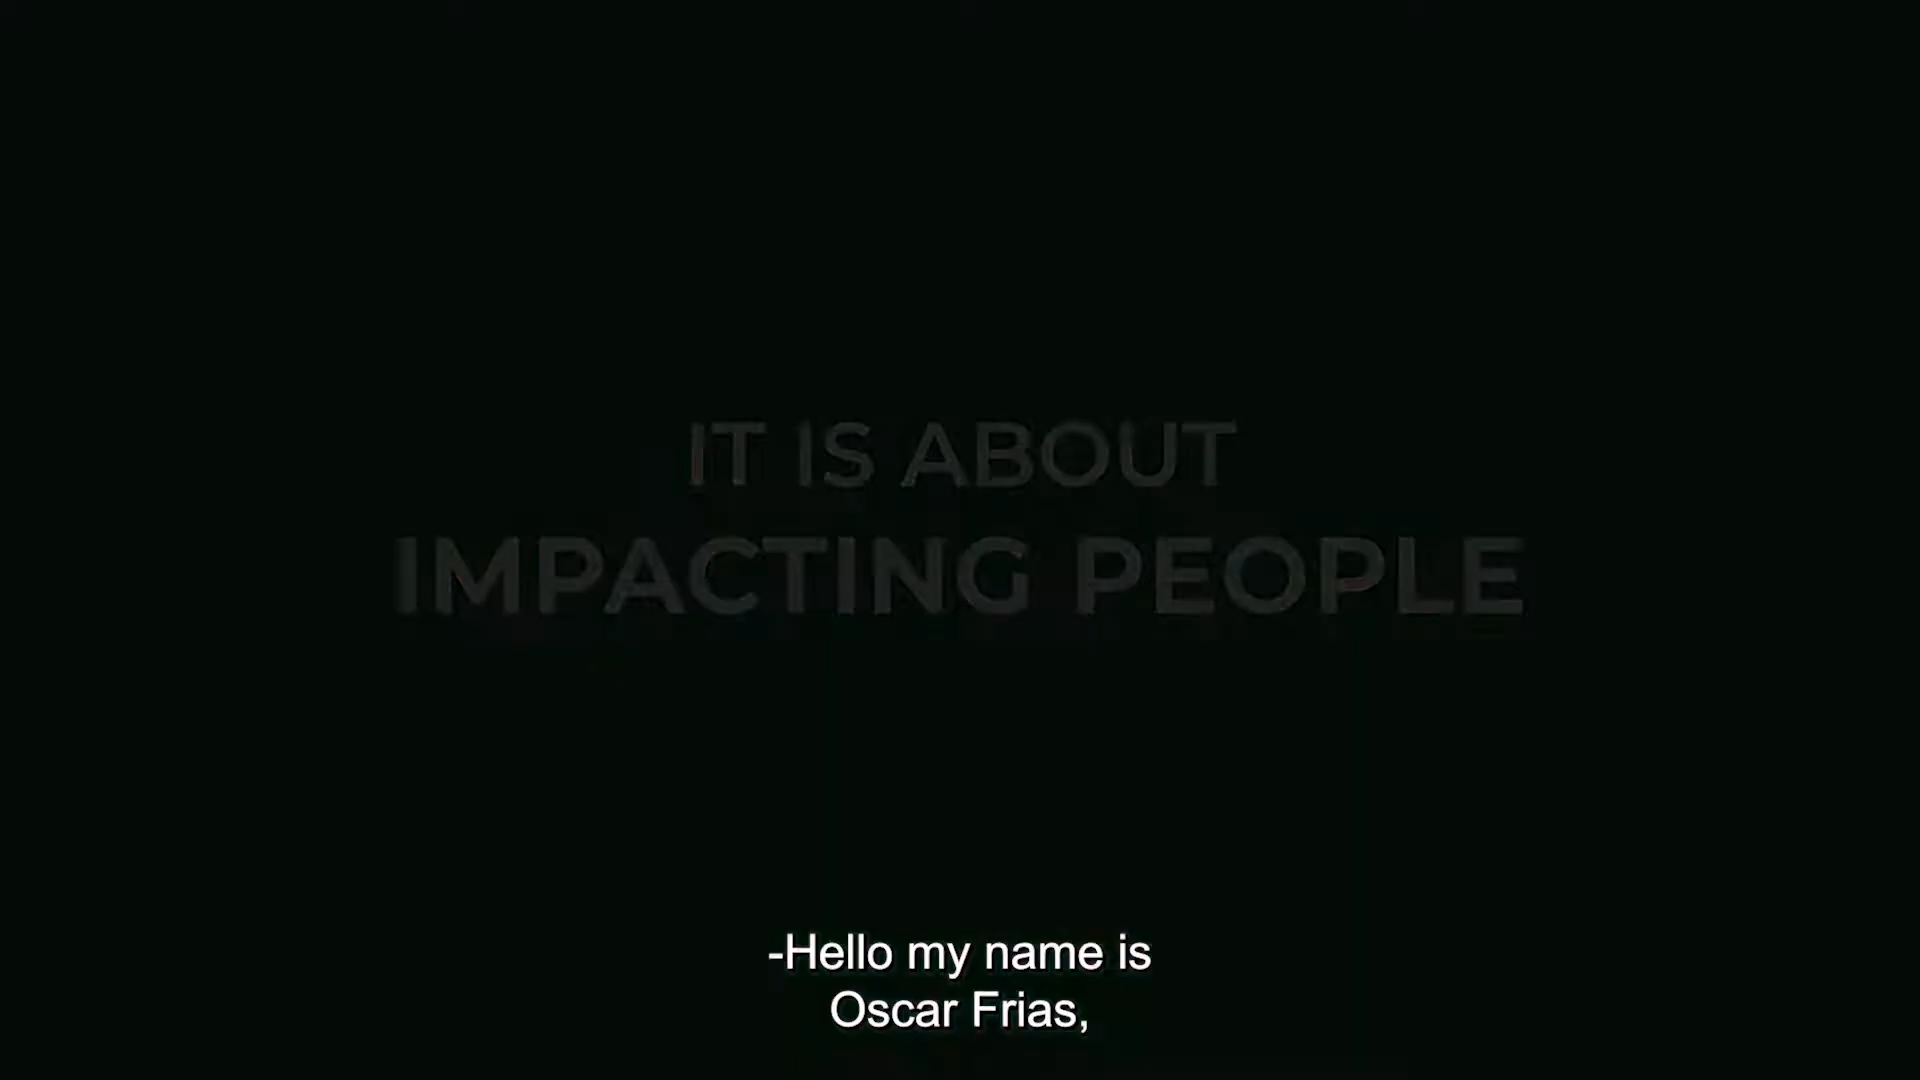 IT IS ABOUT
IMPACTING PEOPLE
-Hello my name is
Oscar Frias,